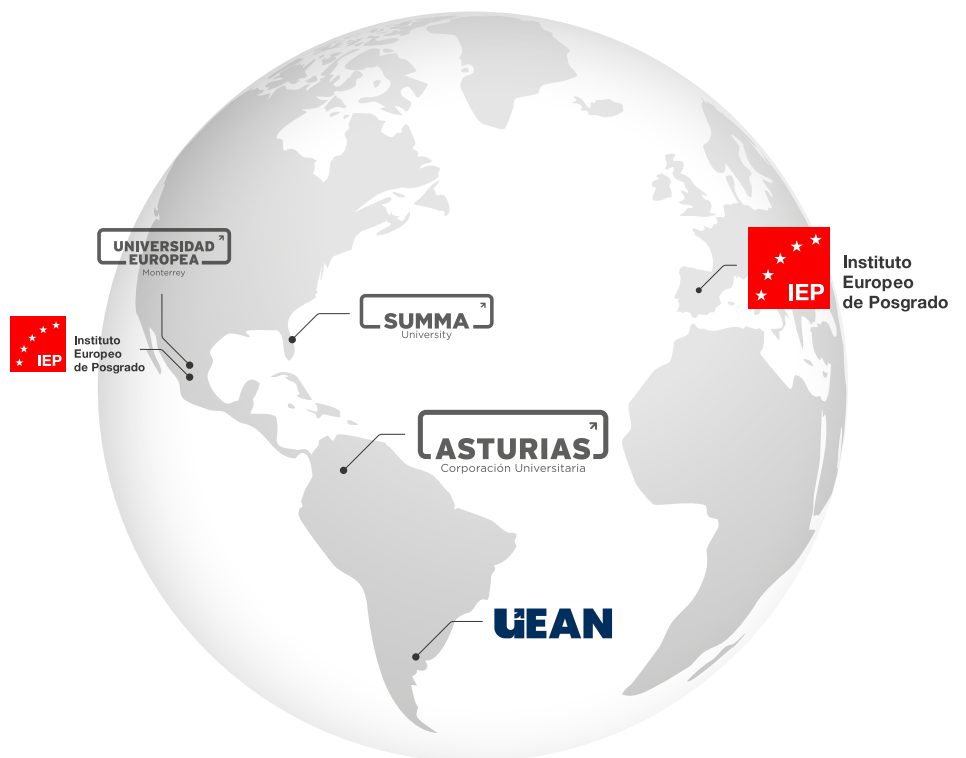 UNIVERSIDAD
EUROPEA
Monterrey
IEP
Instituto
Europeo
de Posgrado
SUMMA
University
IEP
Instituto
Europeo
de Posgrado
ASTURIAS
Corporación Universitaria
UEAN